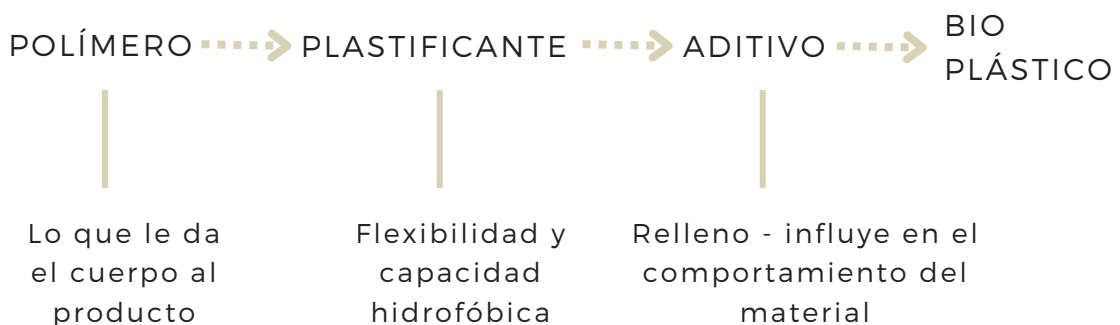 POLÍMERO
PLASTIFICANTE
ADITIVO
BIO
PLÁSTICO
Lo que le da
el cuerpo al
producto
Flexibilidad y
capacidad
hidrofóbica
Relleno - influye en el
comportamiento del
material